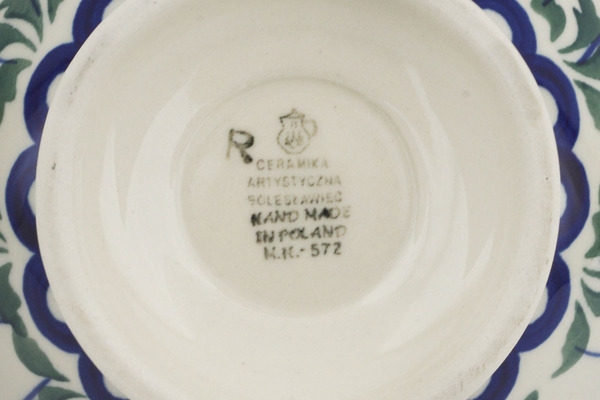 R
CERAMIKA
ARTYSTYCZNA
BOLESŁAWIEC
HAND MADE
IN POLAND
M.K.-572